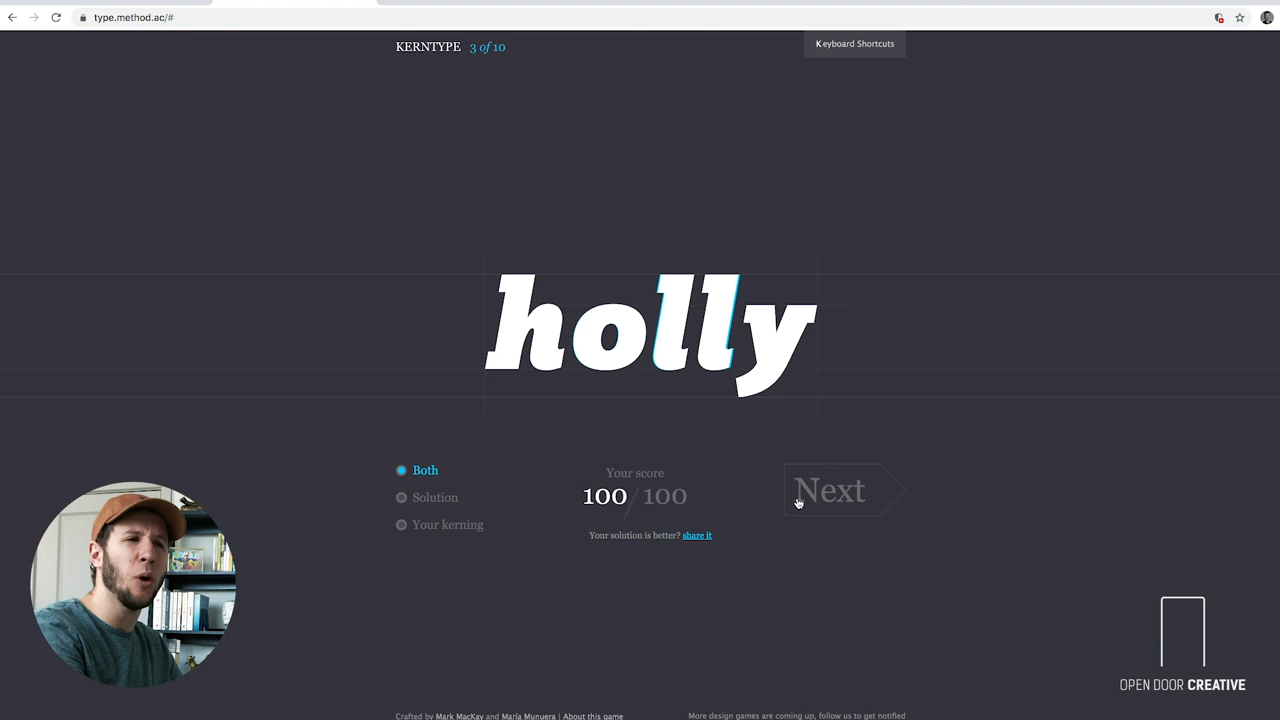 type.method.ac/#
KERNTYPE 3 of 10
Keyboard Shortcuts
holly
Both
Solution
Your kerning
Your score
100/100
Your solution is better? share it
Next
OPEN DOOR CREATIVE
Crafted by Mark MacKay and María Munuera | About this game
More design games are coming up, follow us to get notified